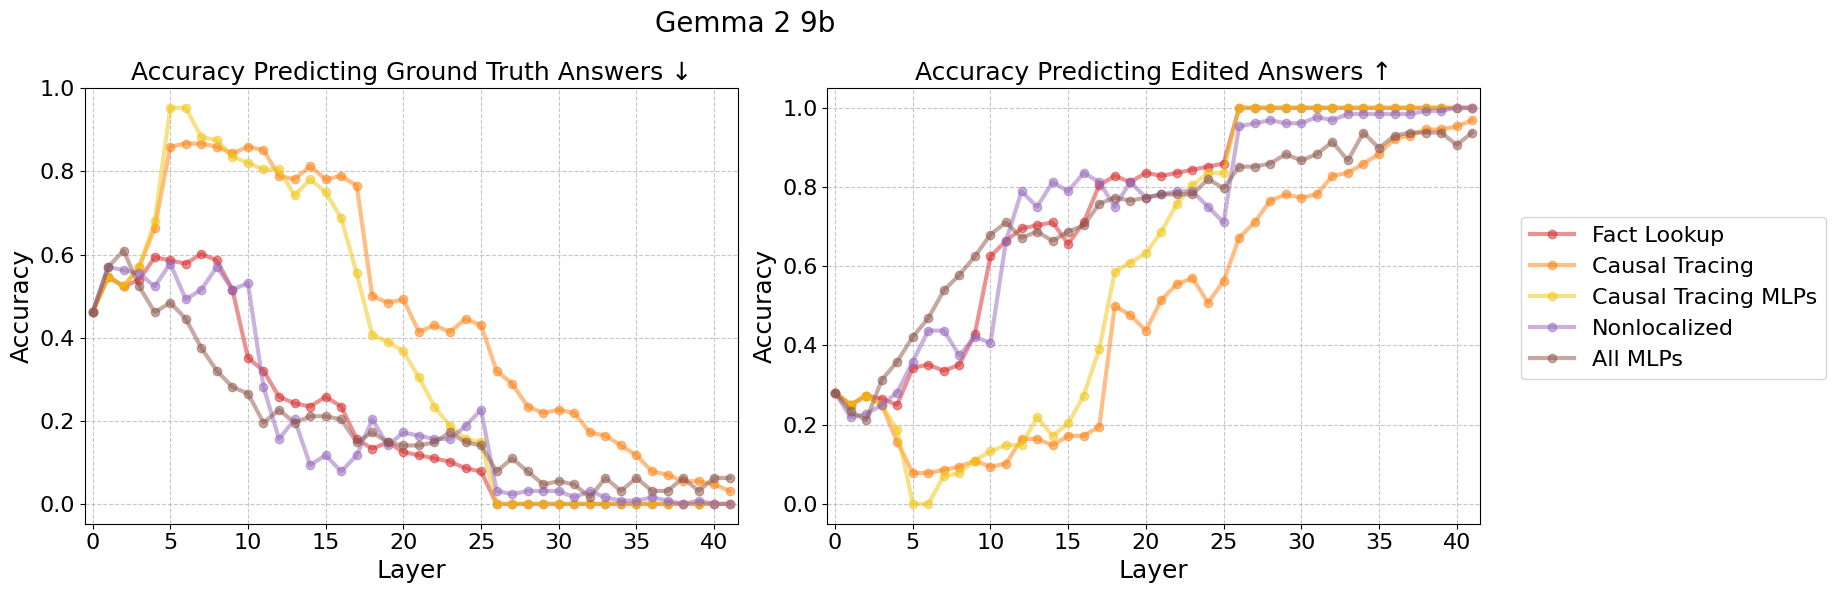 Gemma 2 9b
Accuracy Predicting Ground Truth Answers ↓
1.0
0.8
0.6
0.4
0.2
0.0
Accuracy
0 5 10 15 20 25 30 35 40
Layer
Accuracy Predicting Edited Answers ↑
1.0
0.8
0.6
0.4
0.2
0.0
Accuracy
0 5 10 15 20 25 30 35 40
Layer
Fact Lookup
Causal Tracing
Causal Tracing MLPs
Nonlocalized
All MLPs